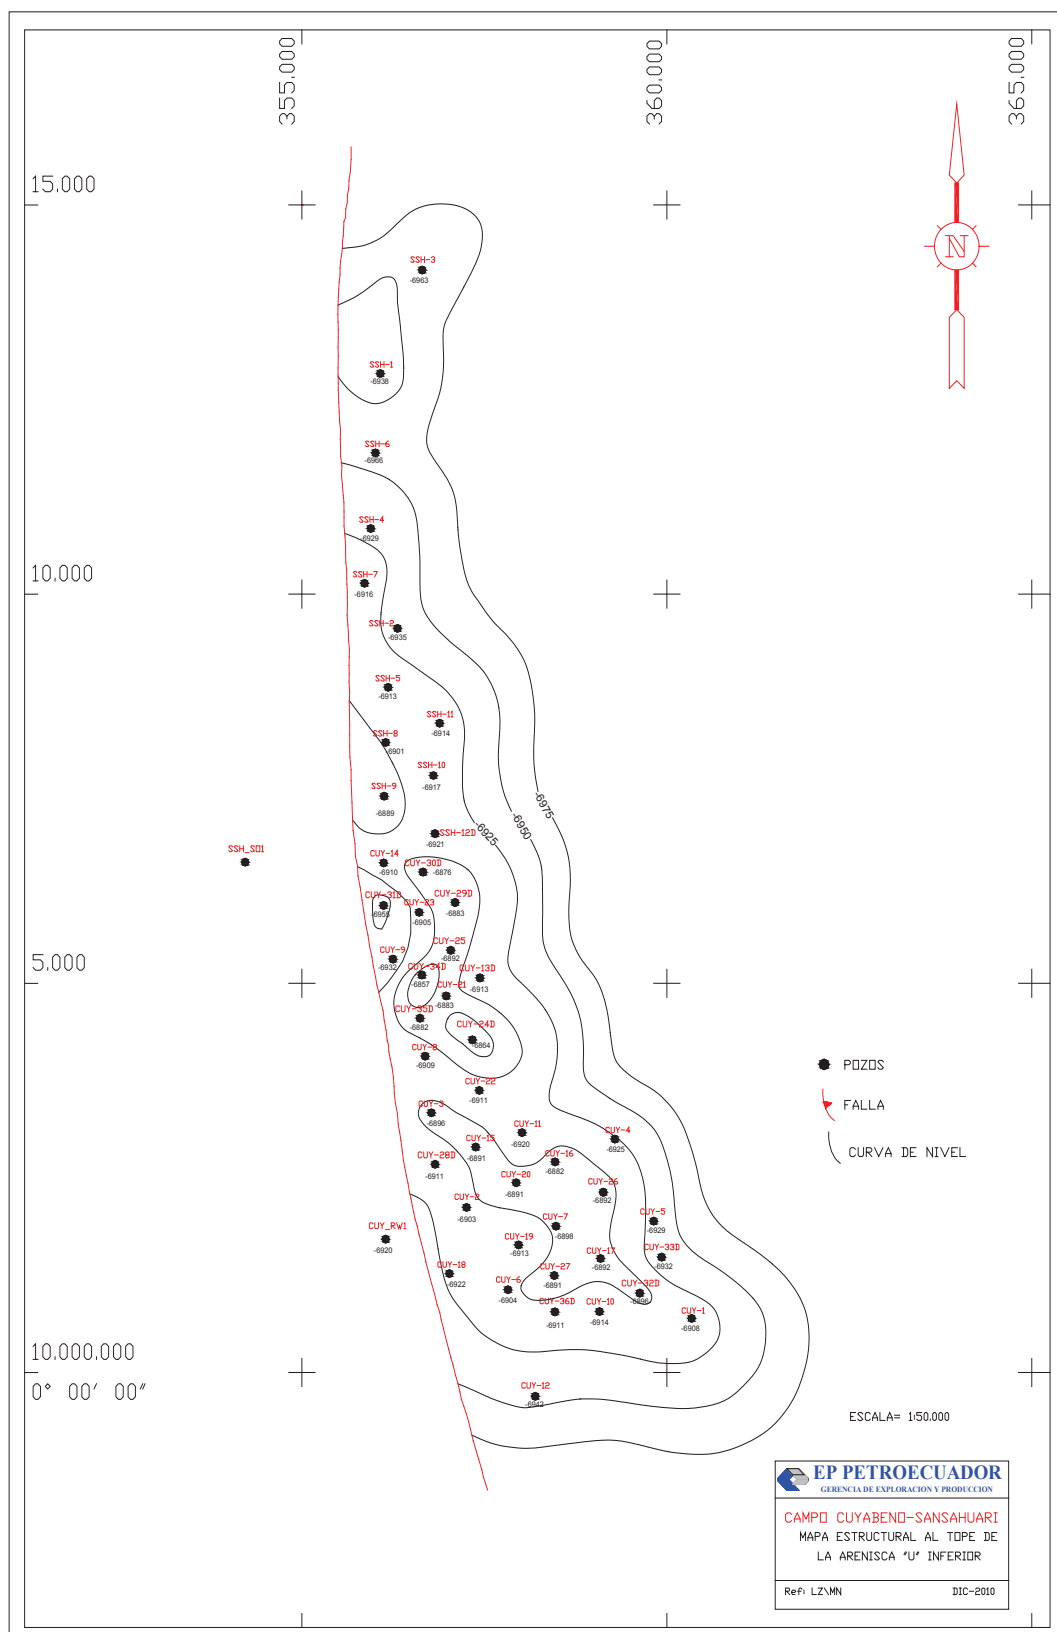 355.000
360.000
365.000
15.000
SSH-3
-6963
N
SSH-1
-6938
SSH-6
-6966
SSH-4
-6929
10.000
SSH-7
-6916
SSH-2
-6935
SSH-5
-6913
SSH-11
-6914
SSH-8
-6901
SSH-10
-6917
SSH-9
-6889
-6975
-6950
-6925
SSH-12D
-6921
SSH_SD1
CUY-14
-6910
CUY-30D
-6876
CUY-31D
-6955
CUY-23
-6905
CUY-29D
-6883
CUY-9
-6932
CUY-25
-6892
5.000
CUY-34D
-6857
CUY-13D
-6913
CUY-21
-6883
CUY-35D
-6882
CUY-24D
-6864
CUY-8
-6909
POZOS
CUY-22
-6911
FALLA
CUY-3
-6896
CUY-11
-6920
CUY-4
-6925
CUY-15
-6891
CURVA DE NIVEL
CUY-28D
-6911
CUY-16
-6882
CUY-20
-6891
CUY-26
-6892
CUY-2
-6903
CUY-5
-6929
CUY_RW1
-6920
CUY-7
-6898
CUY-19
-6913
CUY-33D
-6932
CUY-17
-6892
CUY-18
-6922
CUY-27
-6891
CUY-6
-6904
CUY-32D
-6896
CUY-36D
-6911
CUY-10
-6914
CUY-1
-6908
10.000.000
0° 00' 00"
CUY-12
-6942
ESCALA= 1:50.000
EP PETROECUADOR
GERENCIA DE EXPLORACION Y PRODUCCION
CAMPO CUYABENO-SANSAHUARI
MAPA ESTRUCTURAL AL TOPE DE
LA ARENISCA "U" INFERIOR
Ref: LZ\MN
DIC-2010